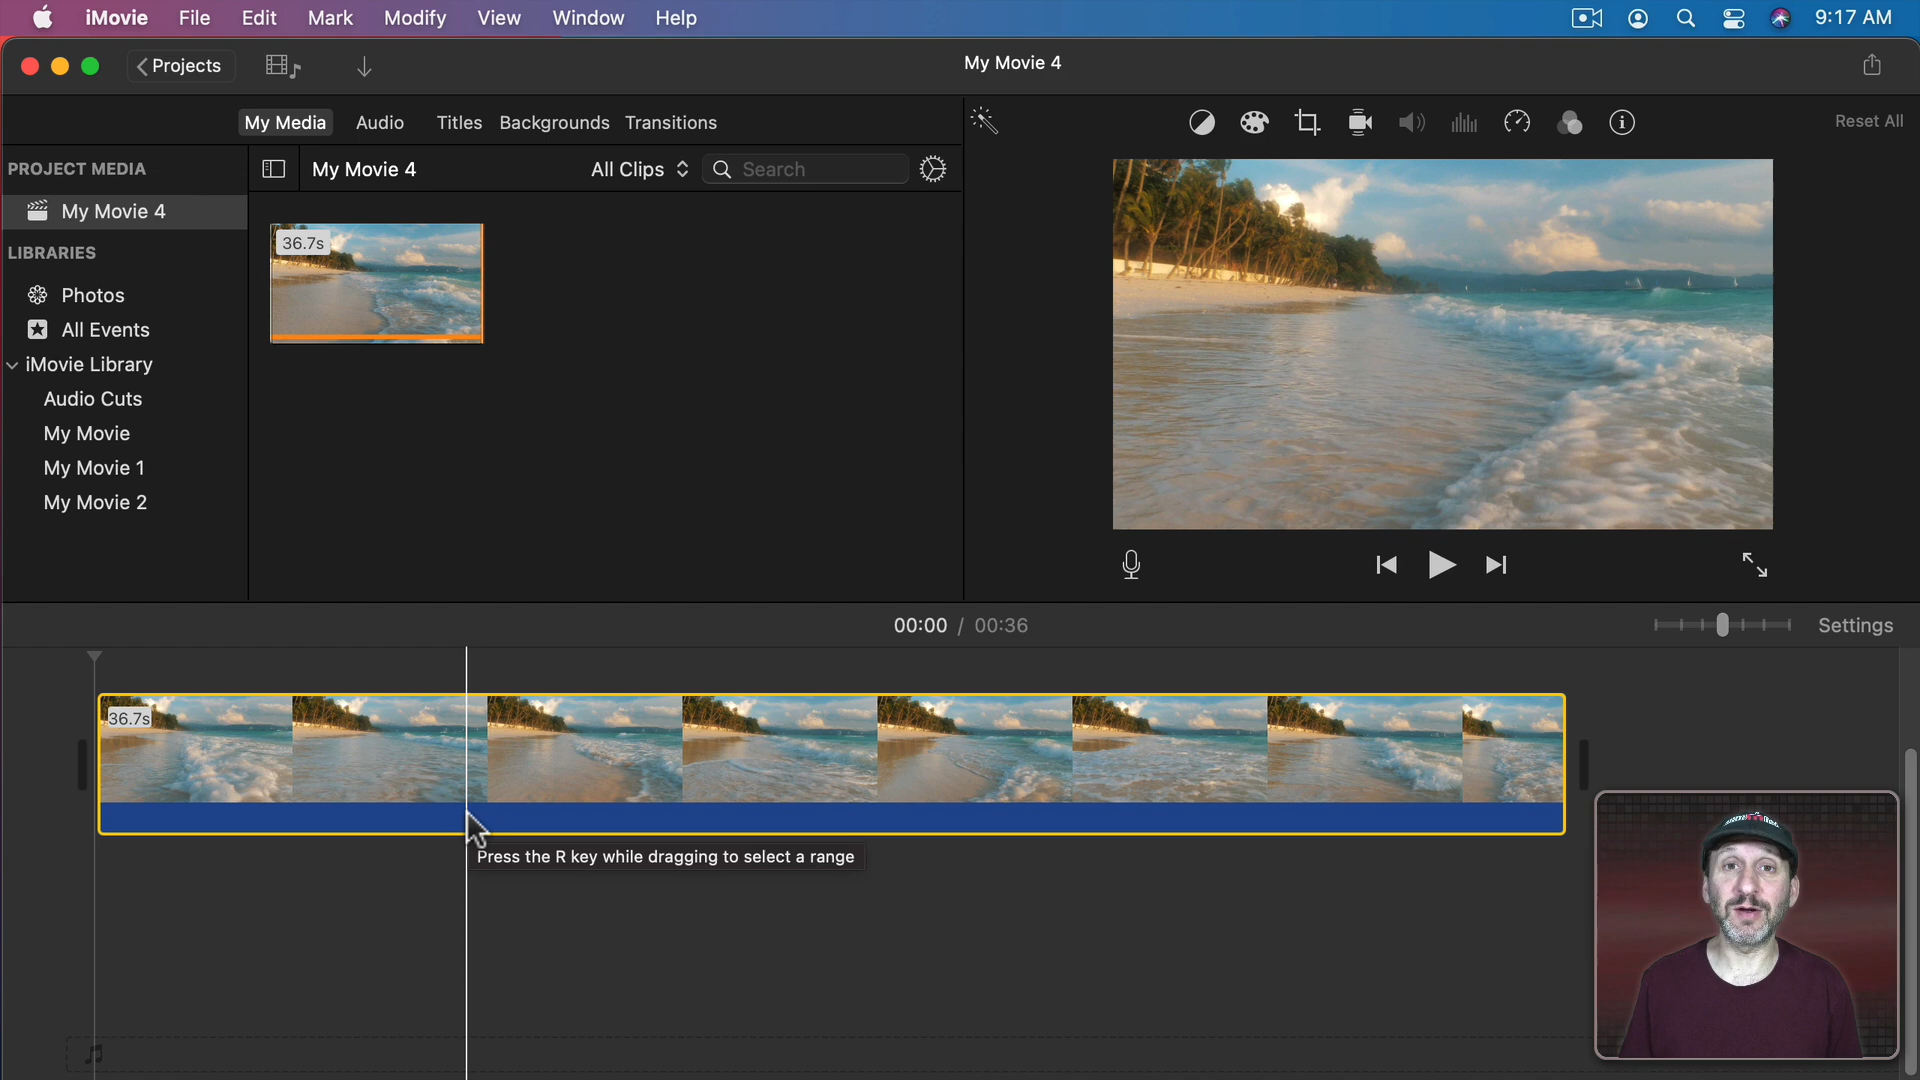 iMovie File Edit Mark Modify View Window Help 9:17 AM
Projects My Movie 4
My Media Audio Titles Backgrounds Transitions Reset All
PROJECT MEDIA My Movie 4 All Clips Search
My Movie 4
36.7s
LIBRARIES
Photos
All Events
iMovie Library
Audio Cuts
My Movie
My Movie 1
My Movie 2
00:00 / 00:36 Settings
36.7s
Press the R key while dragging to select a range